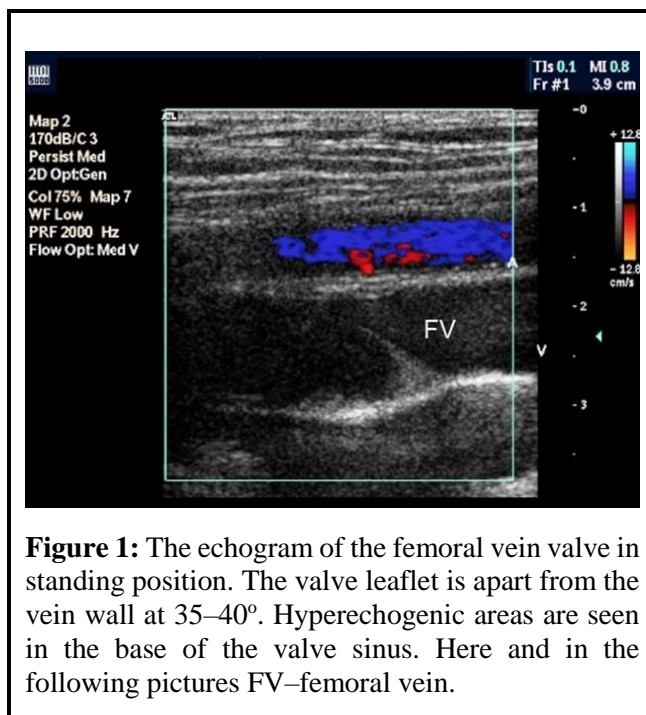 HDI
5000
TIs 0.1 MI 0.8
Fr #1 3.9 cm
Map 2
170dB/C 3
Persist Med
2D Opt:Gen
Col 75% Map 7
WF Low
PRF 2000 Hz
Flow Opt: Med V
ATL
0
+ 12.8
1
A
- 12.8
cm/s
2
FV
V
3
Figure 1: The echogram of the femoral vein valve in
standing position. The valve leaflet is apart from the
vein wall at 35–40º. Hyperechogenic areas are seen
in the base of the valve sinus. Here and in the
following pictures FV–femoral vein.